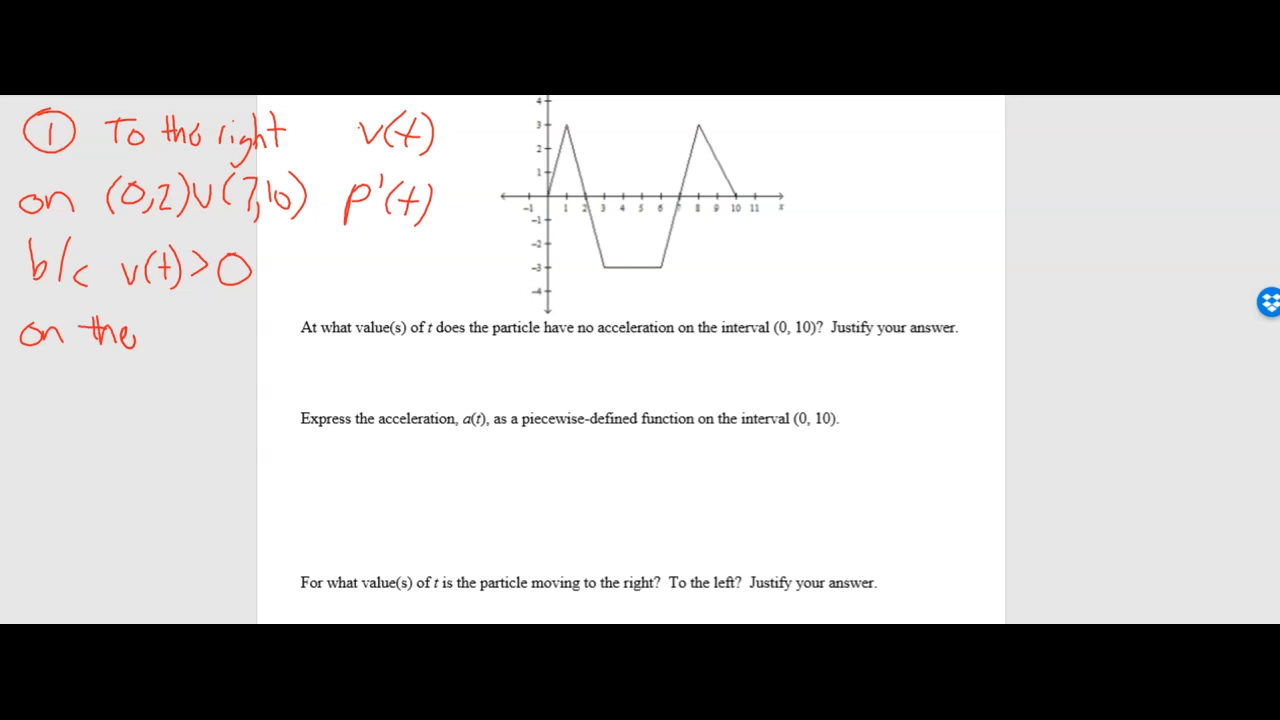 ① To the right v(t)
on (0,2)∪(7,10) p'(t)
b/c v(t)>0
on the
4
3
2
1
-1 1 2 3 4 5 6 7 8 9 10 11 x
-1
-2
-3
-4
At what value(s) of t does the particle have no acceleration on the interval (0, 10)? Justify your answer.
Express the acceleration, a(t), as a piecewise-defined function on the interval (0, 10).
For what value(s) of t is the particle moving to the right? To the left? Justify your answer.